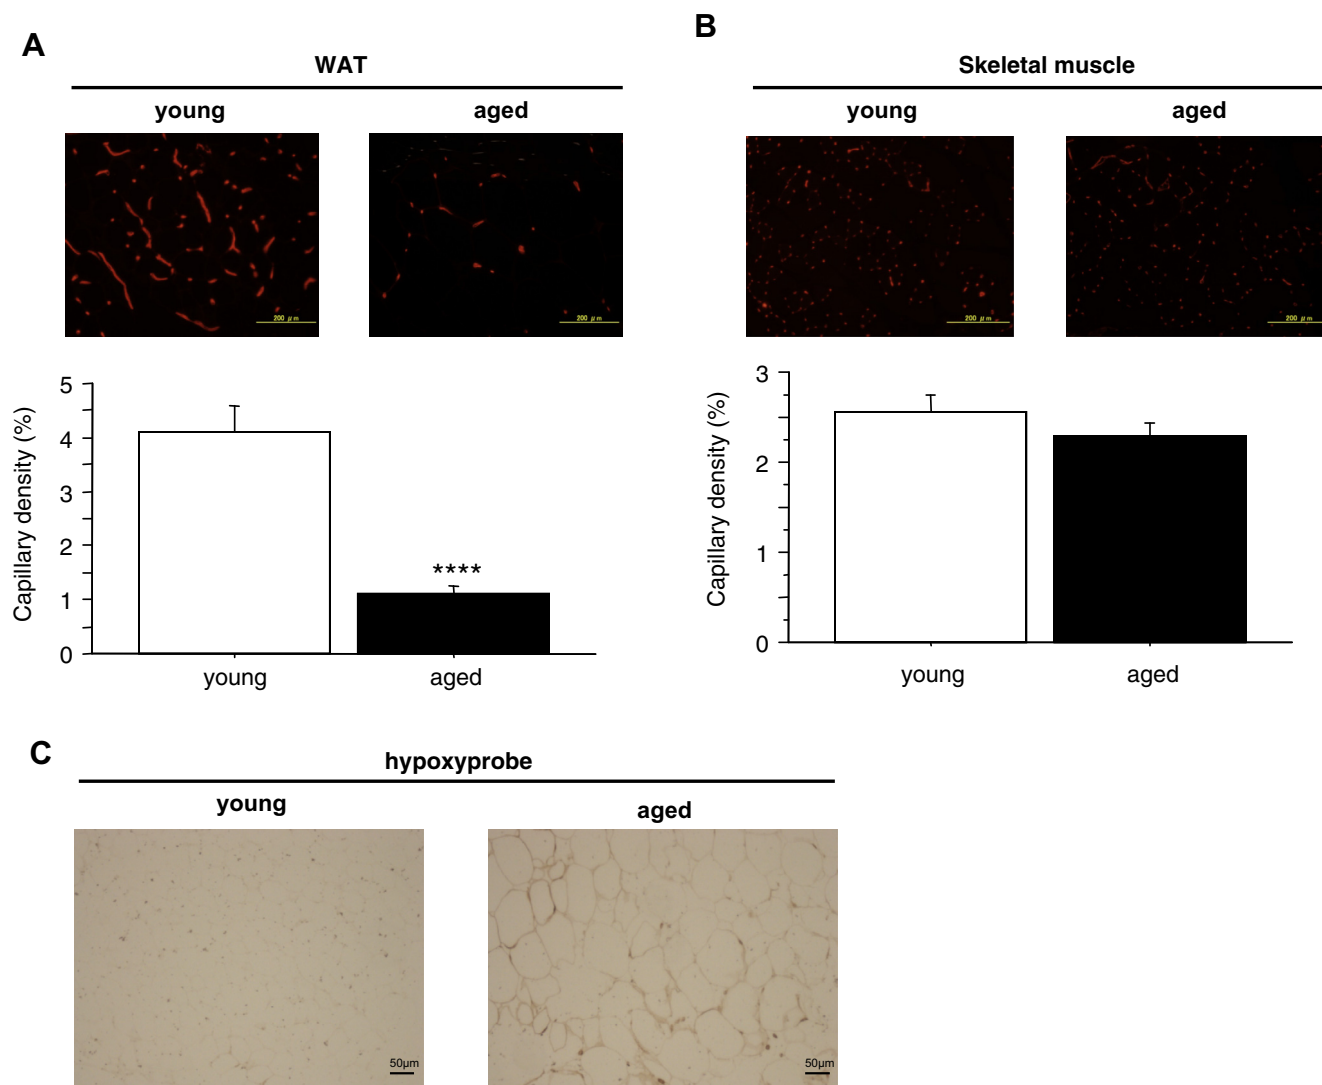 A
WAT
young aged
200 μm 200 μm
Capillary density (%)
5
4
3
2
1
0
****
young aged
B
Skeletal muscle
young aged
200 μm 200 μm
Capillary density (%)
3
2
1
0
young aged
C
hypoxyprobe
young aged
50μm 50μm